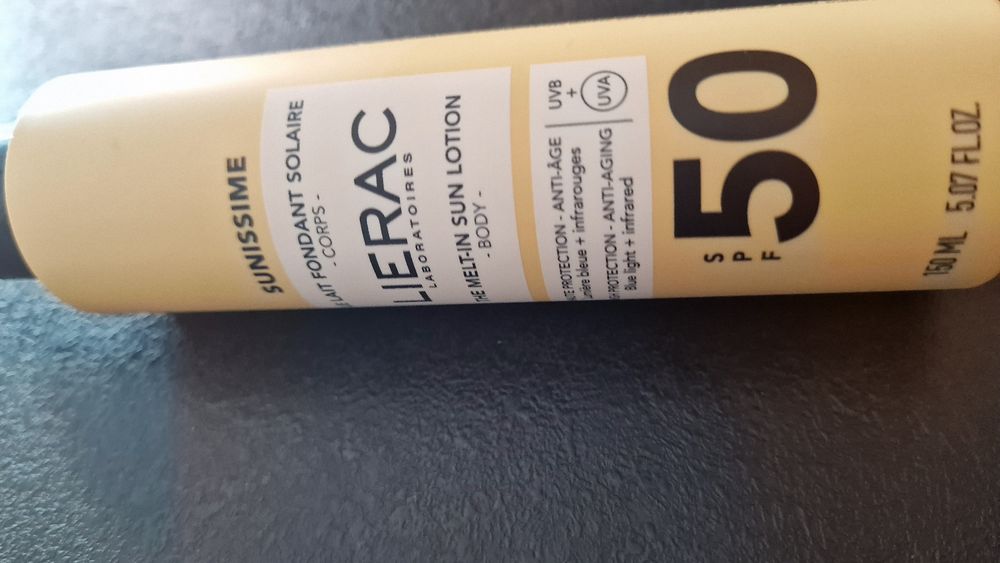 SUNISSIME
LAIT FONDANT SOLAIRE
- CORPS -
LIERAC
LABORATOIRES
THE MELT-IN SUN LOTION
- BODY -
PROTECTION - ANTI-ÂGE
lumière bleue + infrarouges
PROTECTION - ANTI-AGING
Blue light + infrared
UVB
+
UVA
SPF
50
150 ML 5.07 FL.OZ.